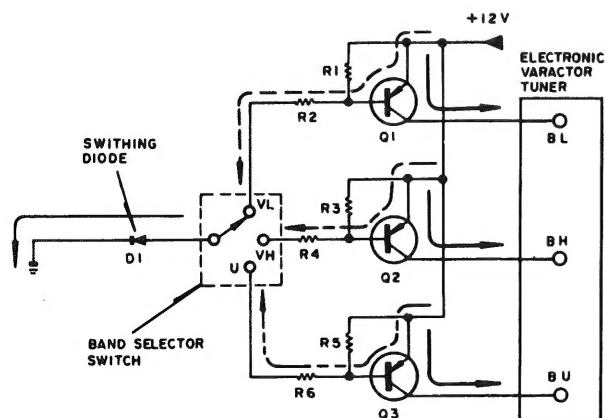 +12V
ELECTRONIC
VARACTOR
TUNER
R1
R2
Q1
BL
SWITHING
DIODE
VL
R3
D1
U
VH
R4
Q2
BH
BAND SELECTOR
SWITCH
R5
R6
Q3
BU